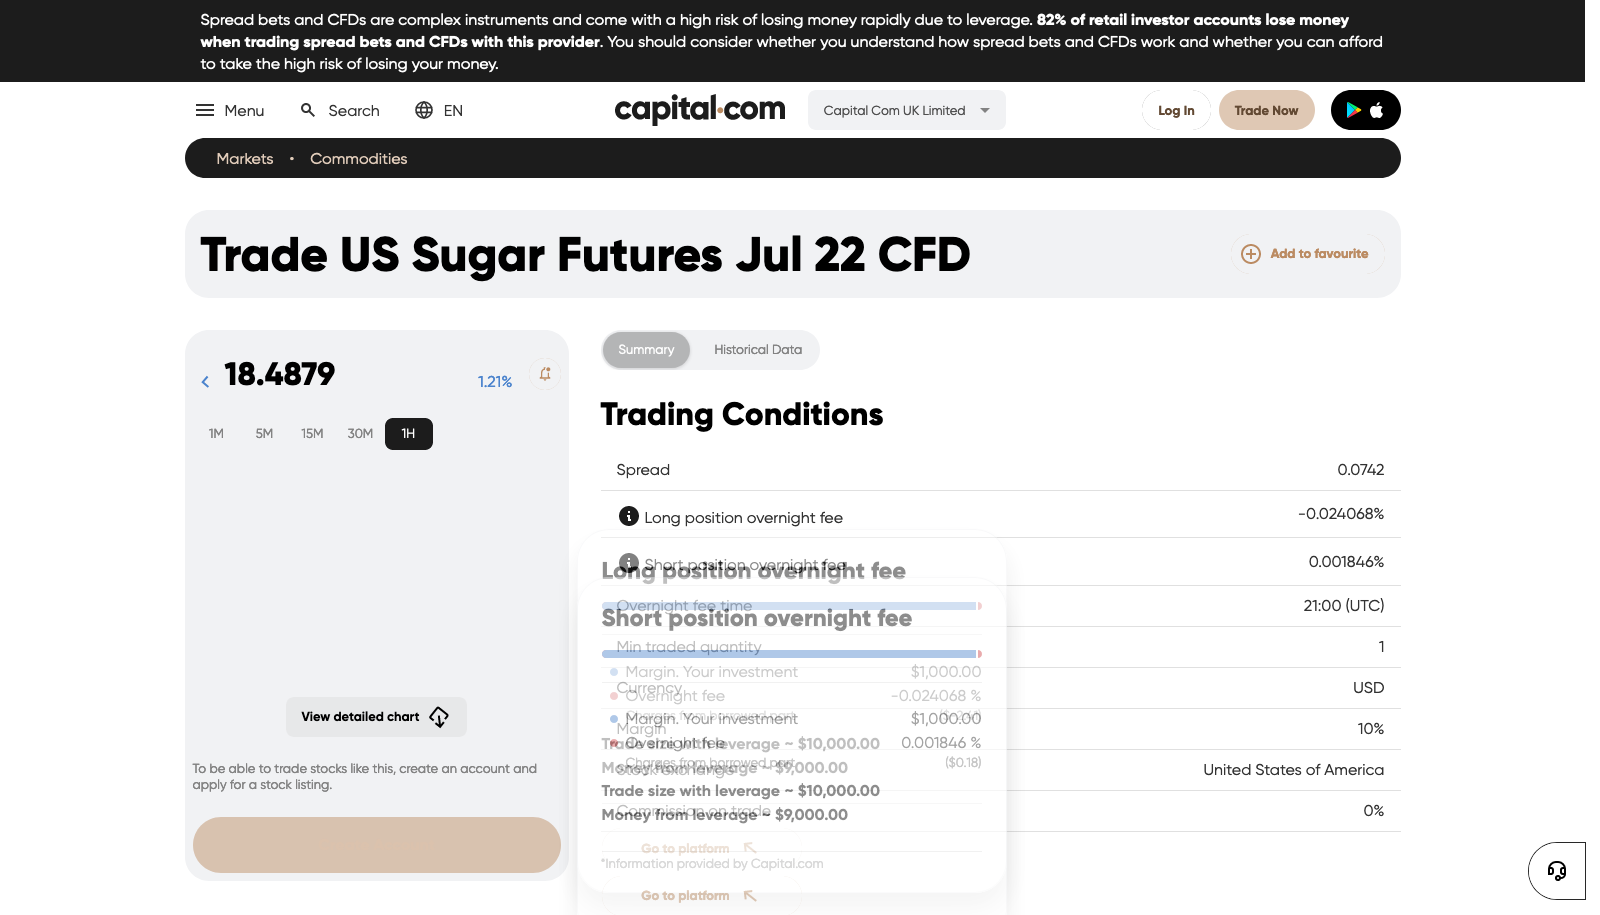 Spread bets and CFDs are complex instruments and come with a high risk of losing money rapidly due to leverage. 82% of retail investor accounts lose money
when trading spread bets and CFDs with this provider. You should consider whether you understand how spread bets and CFDs work and whether you can afford
to take the high risk of losing your money.
Menu Search EN capital.com Capital Com UK Limited Log In Trade Now
Markets • Commodities
Trade US Sugar Futures Jul 22 CFD
Add to favourite
18.4879
1.21%
1M 5M 15M 30M 1H
View detailed chart
To be able to trade stocks like this, create an account and
apply for a stock listing.
Summary Historical Data
Trading Conditions
Spread 0.0742
Long position overnight fee -0.024068%
Short position overnight fee 0.001846%
Overnight fee time 21:00 (UTC)
Min traded quantity 1
Currency USD
Margin 10%
Stock exchange United States of America
Commission on trade 0%
*Information provided by Capital.com
Long position overnight fee
Margin. Your investment $1,000.00
Overnight fee -0.024068 %
Charges from borrowed part
Trade size with leverage ~ $10,000.00
Money from leverage ~ $9,000.00
Go to platform
Short position overnight fee
Margin. Your investment $1,000.00
Overnight fee 0.001846 %
Charges from borrowed part ($0.18)
Trade size with leverage ~ $10,000.00
Money from leverage ~ $9,000.00
Go to platform